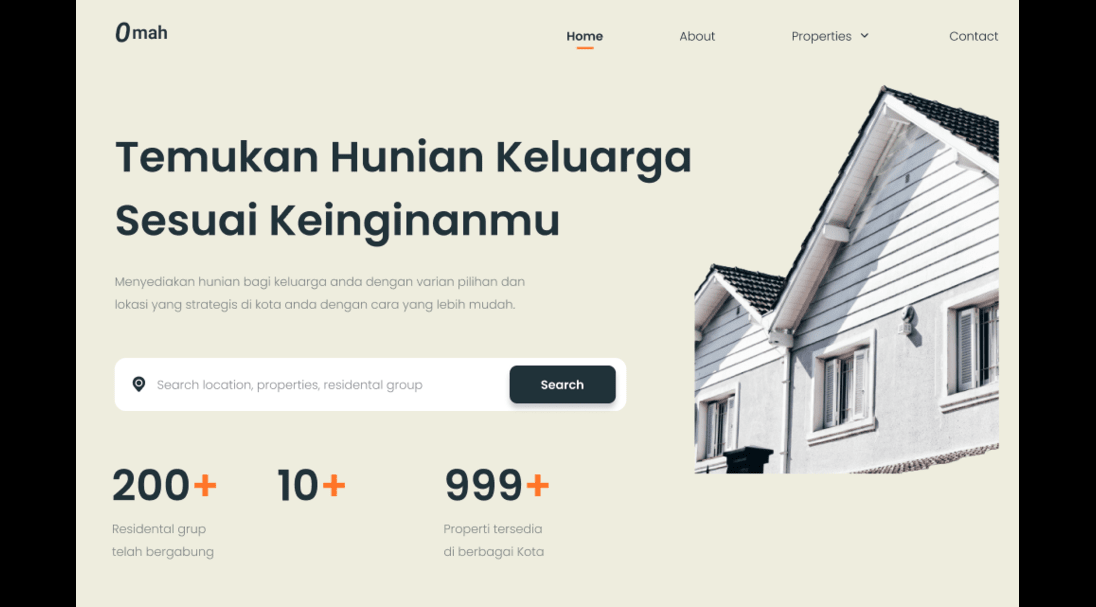 Omah
Home About Properties Contact
Temukan Hunian Keluarga
Sesuai Keinginanmu
Menyediakan hunian bagi keluarga anda dengan varian pilihan dan
lokasi yang strategis di kota anda dengan cara yang lebih mudah.
Search location, properties, residental group
Search
200+ 10+ 999+
Residental grup
telah bergabung
Properti tersedia
di berbagai Kota